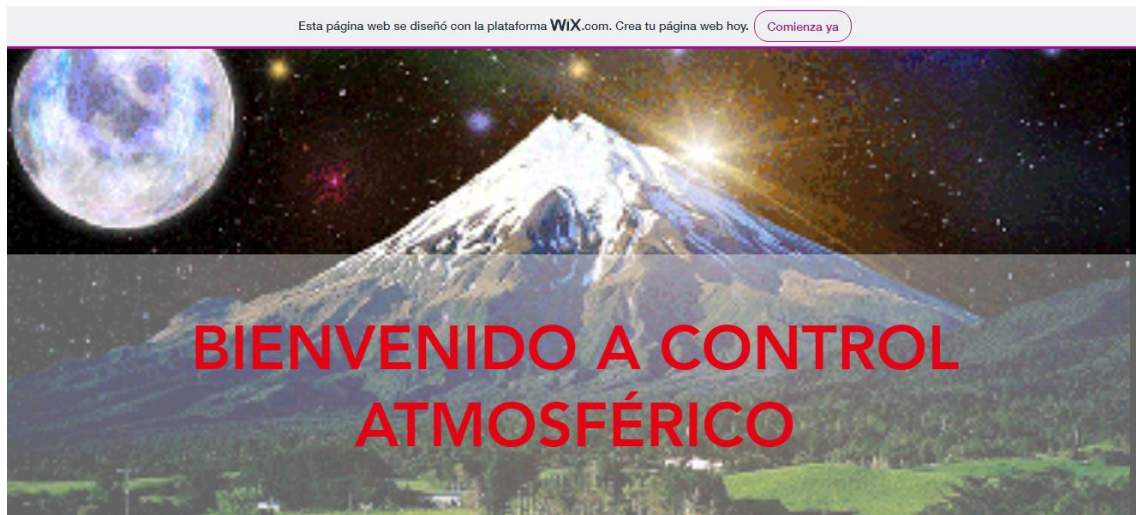 Esta página web se diseñó con la plataforma WiX.com. Crea tu página web hoy. Comienza ya
BIENVENIDO A CONTROL
ATMOSFÉRICO